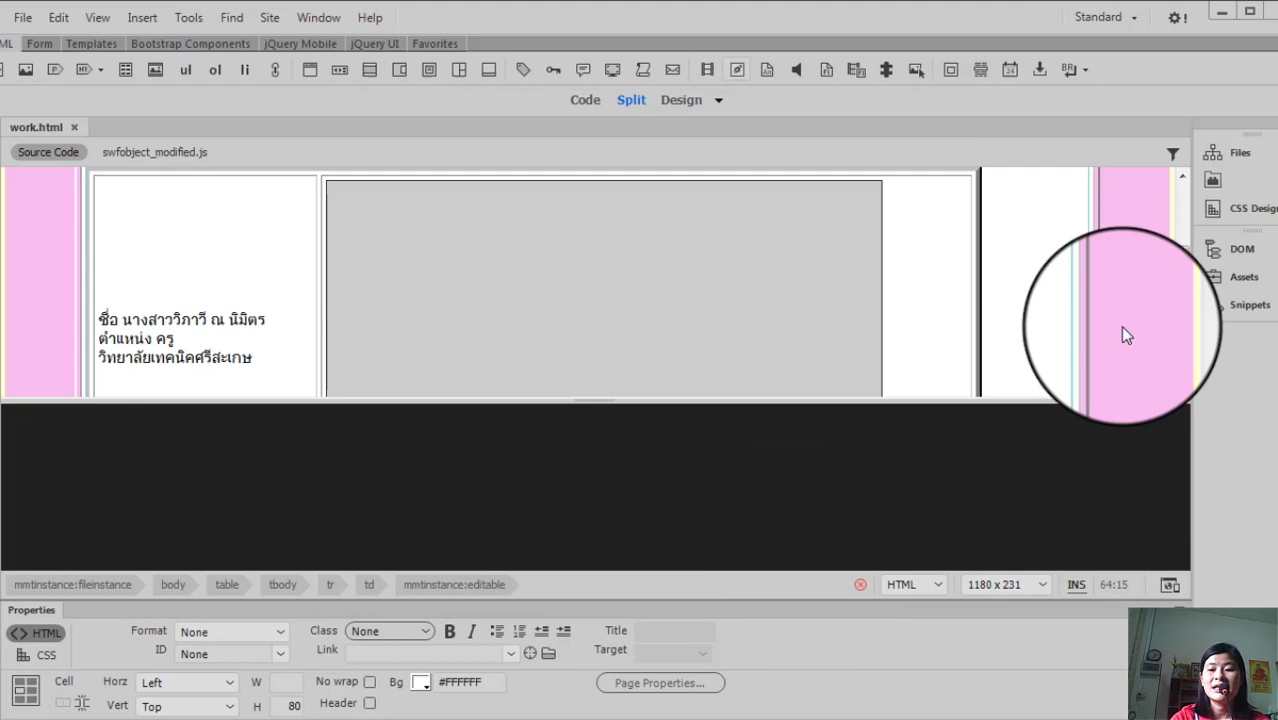 File Edit View Insert Tools Find Site Window Help Standard
ML Form Templates Bootstrap Components jQuery Mobile jQuery UI Favorites
ul ol li
Code Split Design
work.html
Source Code swfobject_modified.js
Files
CSS Desig
DOM
Assets
Snippets
ชื่อ นางสาววิภาวี ณ นิมิตร
ตำแหน่ง ครู
วิทยาลัยเทคนิคศรีสะเกษ
mmtinstance:fileinstance body table tbody tr td mmtinstance:editable HTML 1180 x 231 INS 64:15
Properties
<> HTML Format None Class None B I Title
CSS ID None Link Target
Cell Horz Left W No wrap Bg #FFFFFF Page Properties...
Vert Top H 80 Header